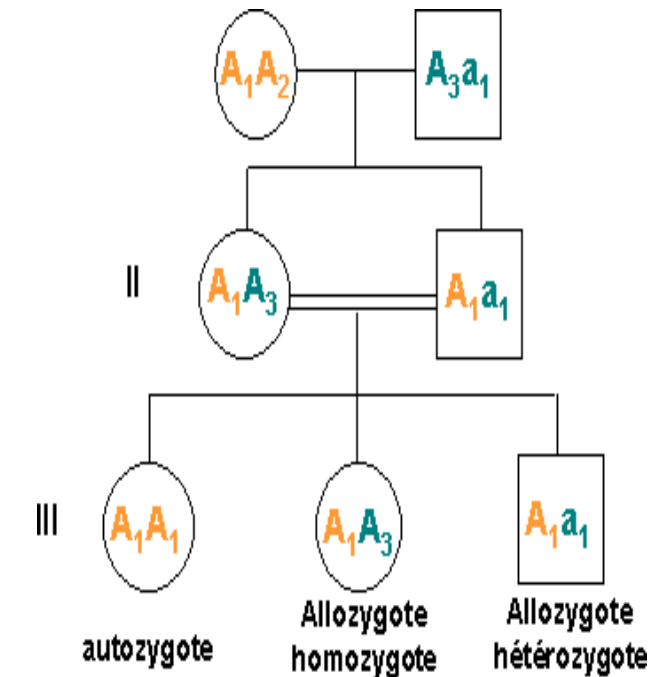 A₁A₂ A₃a₁
II A₁A₃ A₁a₁
III A₁A₁ A₁A₃ A₁a₁
autozygote
Allozygote
homozygote
Allozygote
hétérozygote